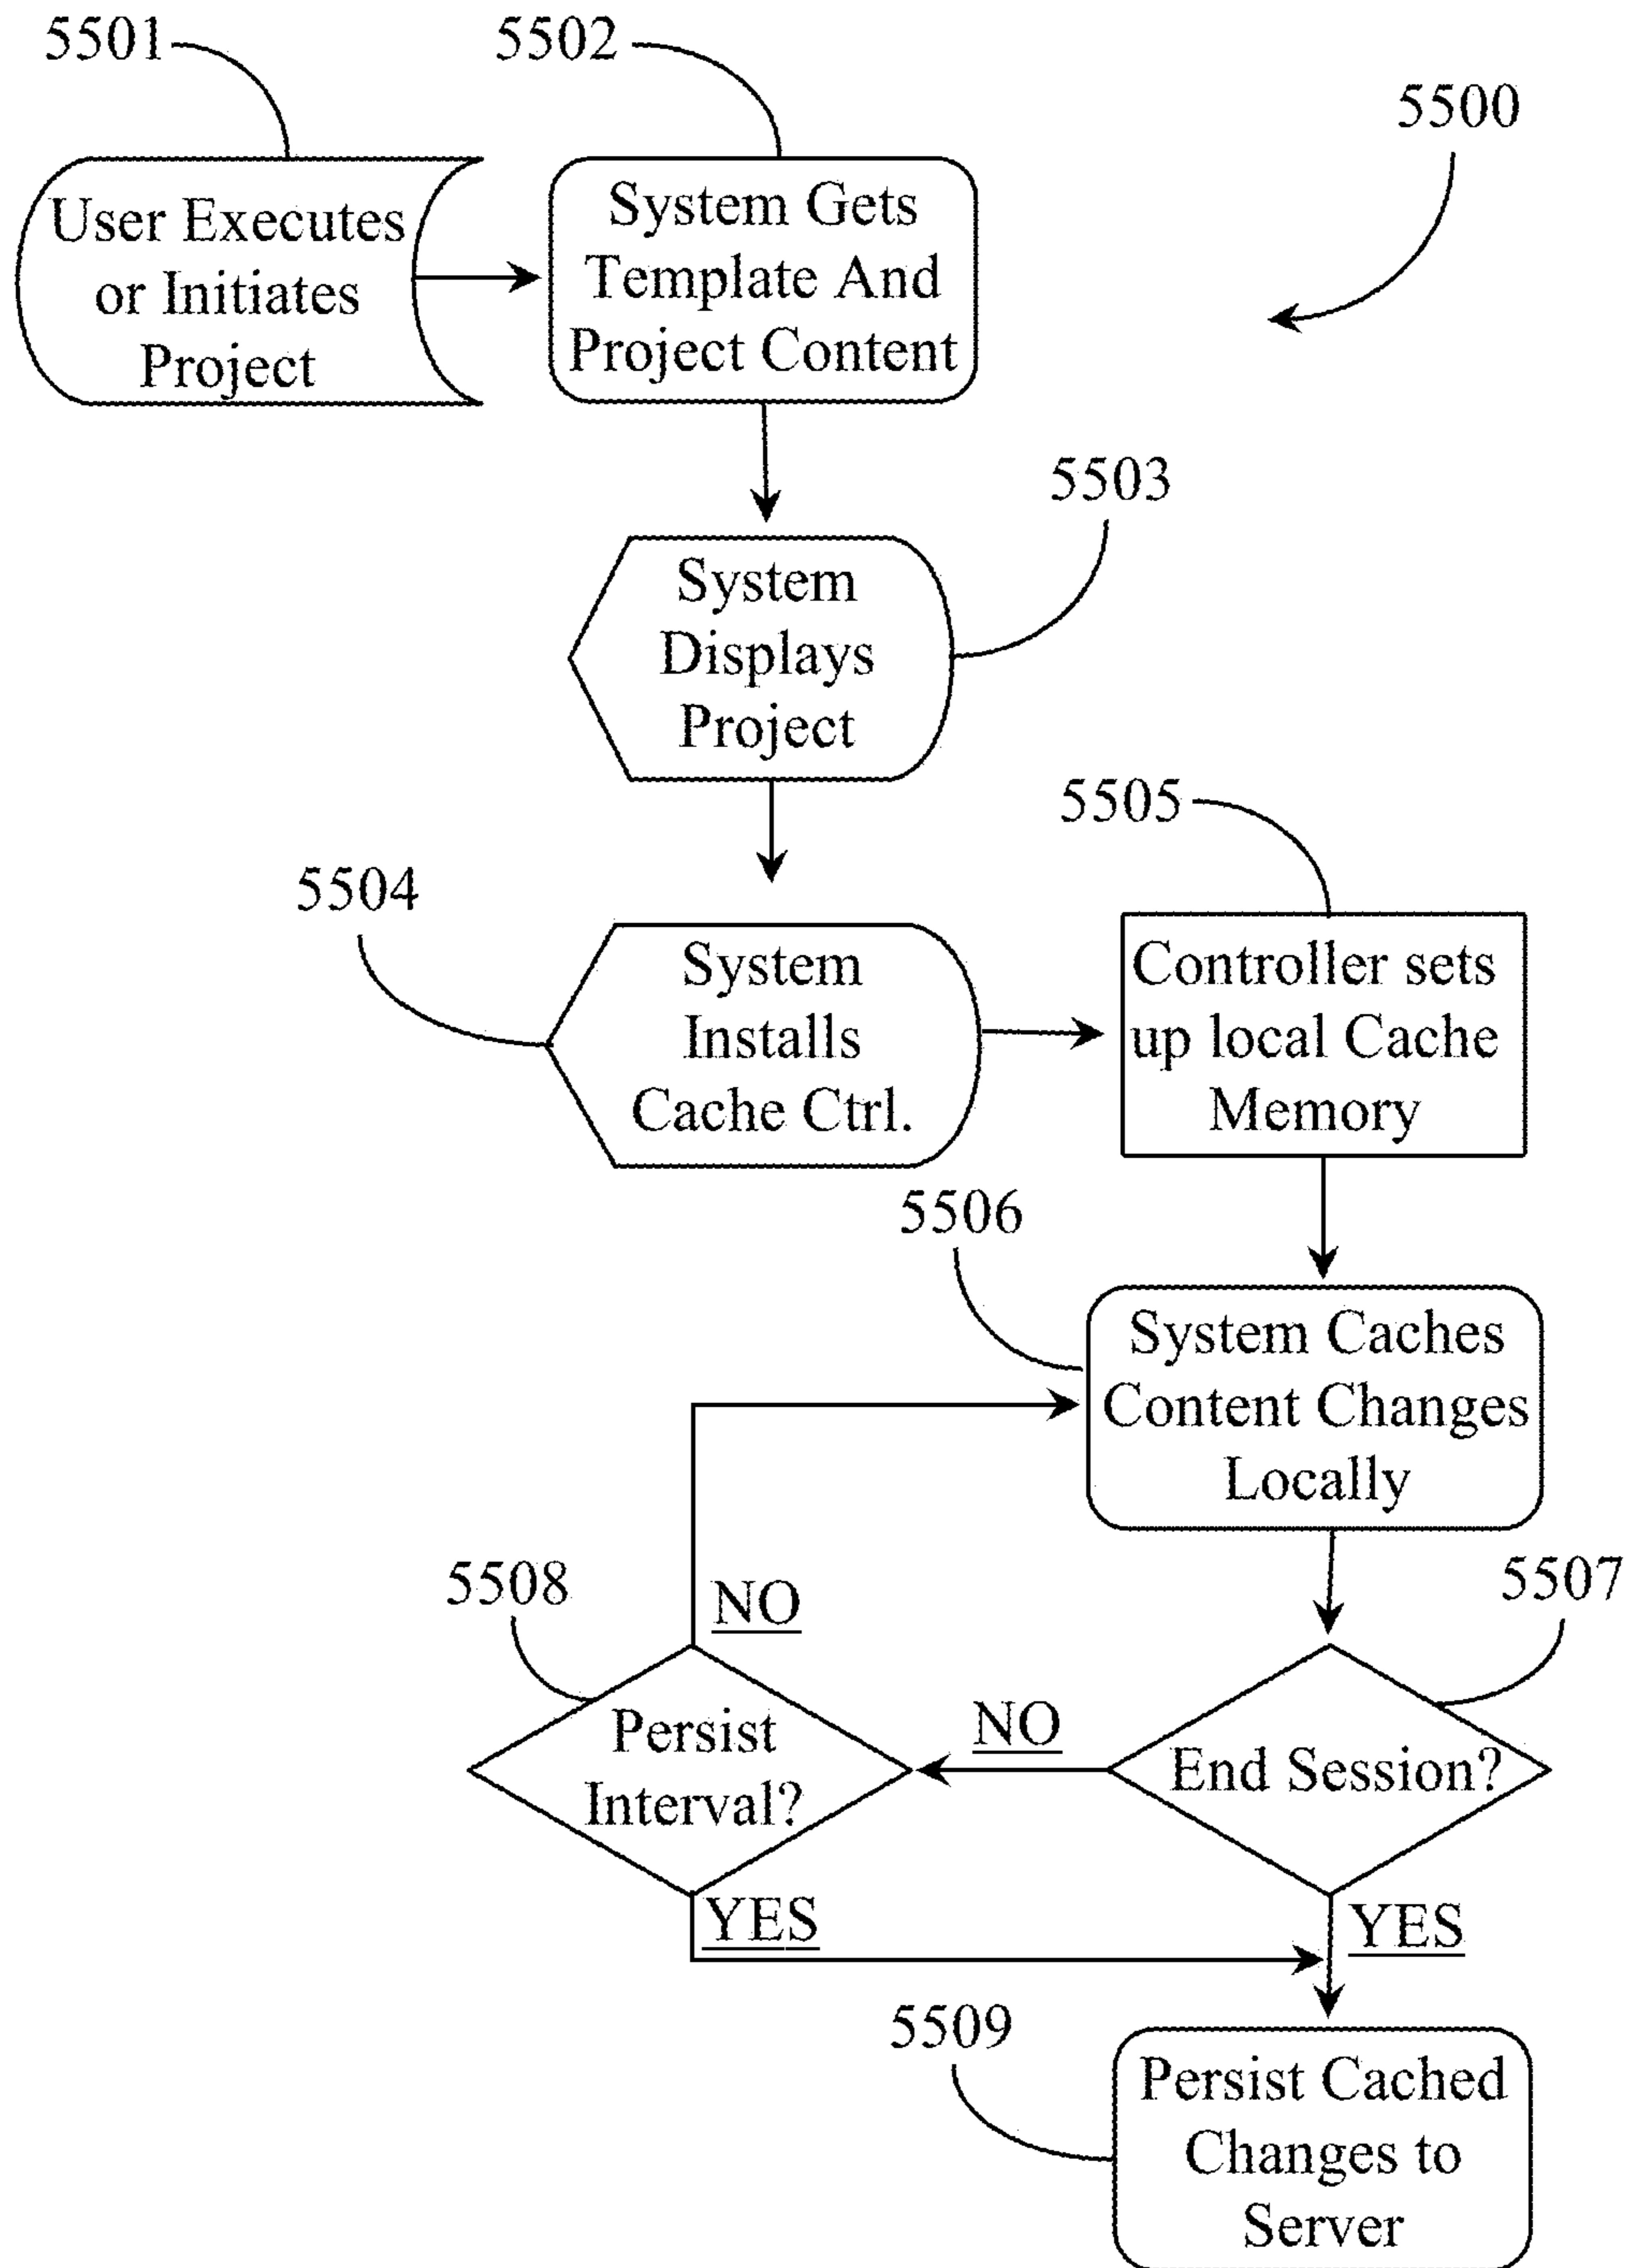 5501
5502
5500
User Executes
or Initiates
Project
System Gets
Template And
Project Content
5503
System
Displays
Project
5505
5504
System
Installs
Cache Ctrl.
Controller sets
up local Cache
Memory
5506
System Caches
Content Changes
Locally
5508
NO
5507
Persist
Interval?
NO
End Session?
YES
YES
5509
Persist Cached
Changes to
Server